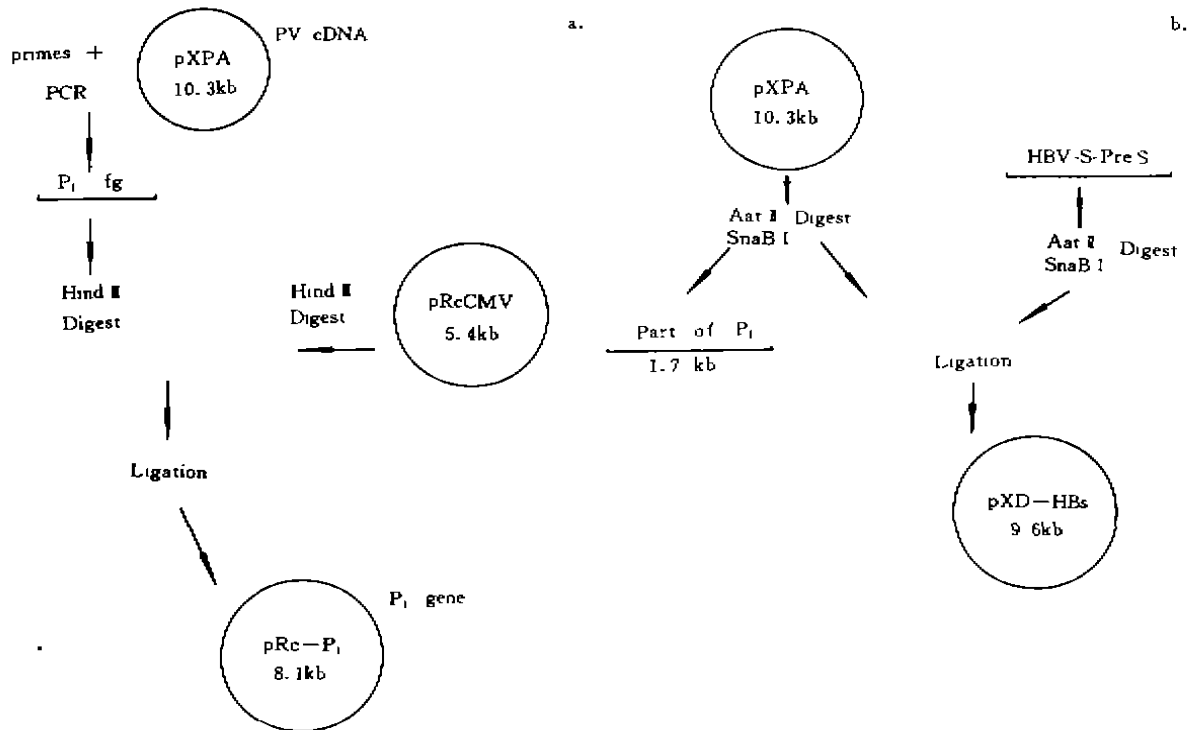 a.
primes +
PCR
pXPA
10.3kb
PV cDNA
P₁ fg
Hind Ⅲ
Digest
Hind Ⅲ
Digest
pRcCMV
5.4kb
Ligation
pRc—P₁
8.1kb
P₁ gene
b.
pXPA
10.3kb
Aat Ⅱ Digest
SnaB I
Part of P₁
1.7 kb
HBV-S-Pre S
Aat Ⅱ Digest
SnaB I
Ligation
pXD—HBs
9 6kb